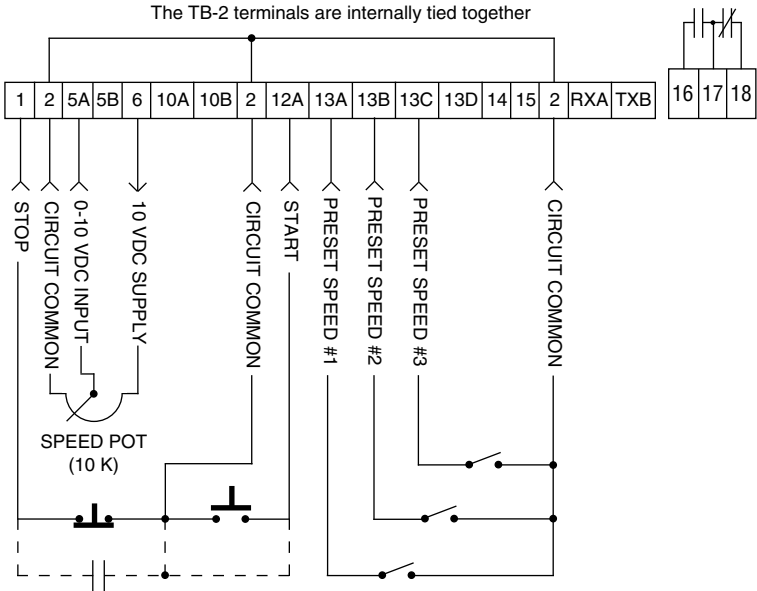 The TB-2 terminals are internally tied together
1 2 5A 5B 6 10A 10B 2 12A 13A 13B 13C 13D 14 15 2 RXA TXB
16 17 18
STOP
CIRCUIT COMMON
0-10 VDC INPUT
10 VDC SUPPLY
CIRCUIT COMMON
START
PRESET SPEED #1
PRESET SPEED #2
PRESET SPEED #3
CIRCUIT COMMON
SPEED POT
(10 K)